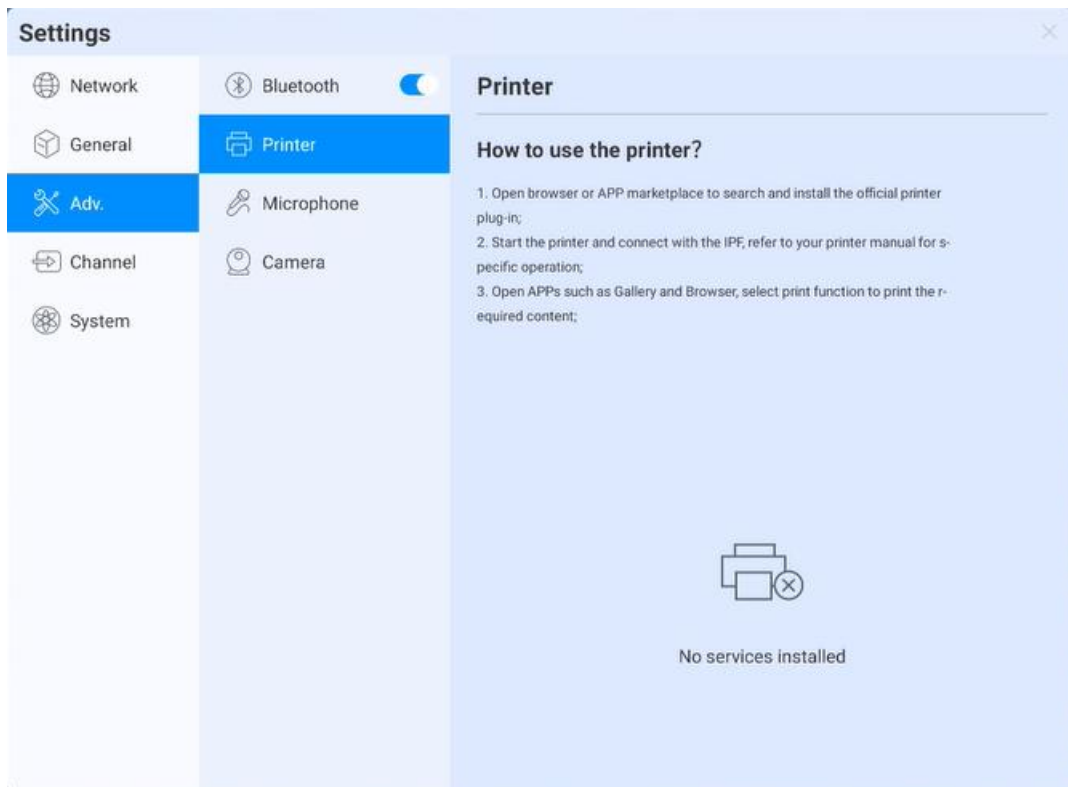 Settings
Network
General
Adv.
Channel
System
Bluetooth
Printer
Microphone
Camera
Printer
How to use the printer?
1. Open browser or APP marketplace to search and install the official printer
plug-in;
2. Start the printer and connect with the IPF, refer to your printer manual for s-
pecific operation;
3. Open APPs such as Gallery and Browser, select print function to print the r-
equired content;
No services installed